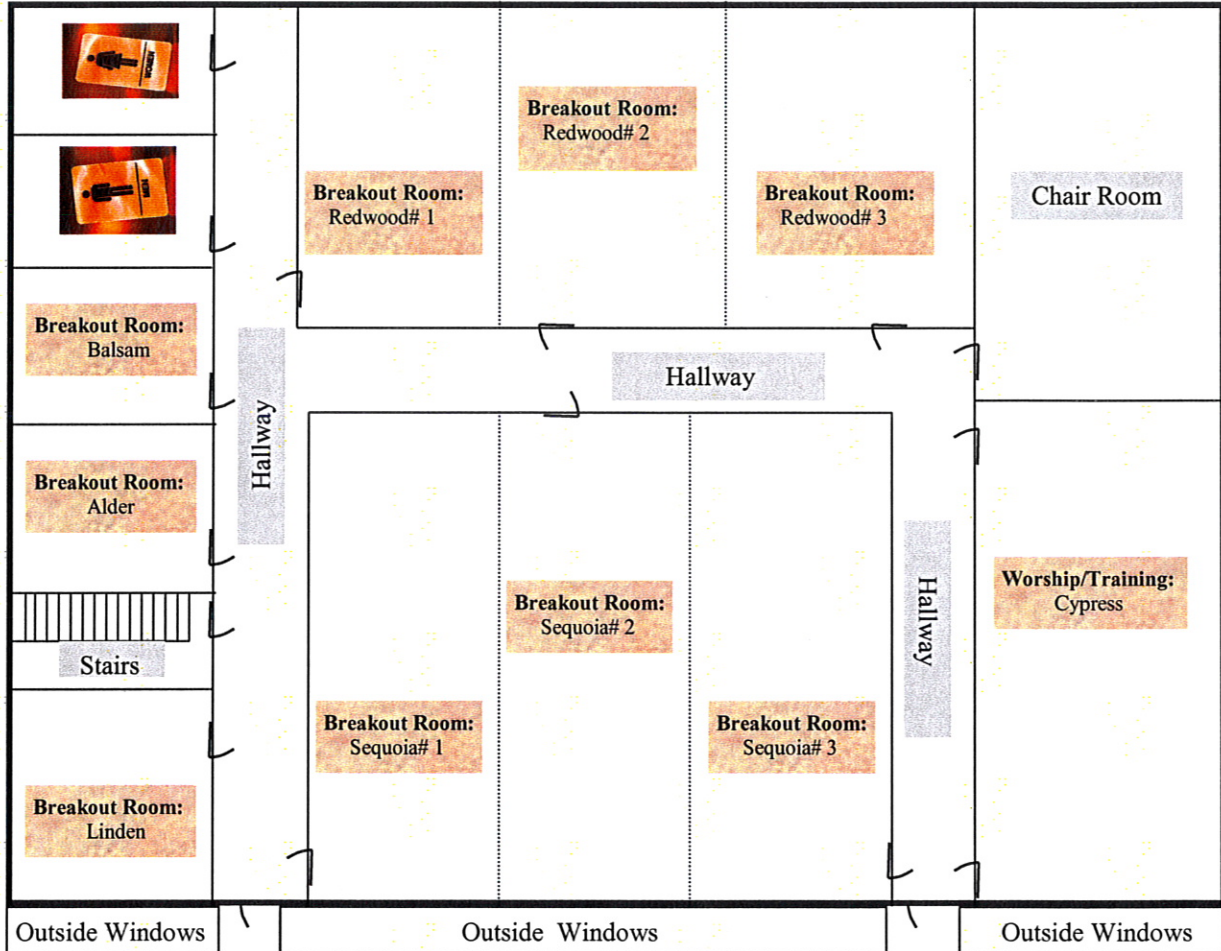 WOMEN
MEN
Breakout Room:
Redwood# 2
Breakout Room:
Redwood# 1
Breakout Room:
Redwood# 3
Chair Room
Breakout Room:
Balsam
Hallway
Hallway
Breakout Room:
Alder
Hallway
Worship/Training:
Cypress
Breakout Room:
Sequoia# 2
Stairs
Breakout Room:
Sequoia# 1
Breakout Room:
Sequoia# 3
Breakout Room:
Linden
Outside Windows
Outside Windows
Outside Windows